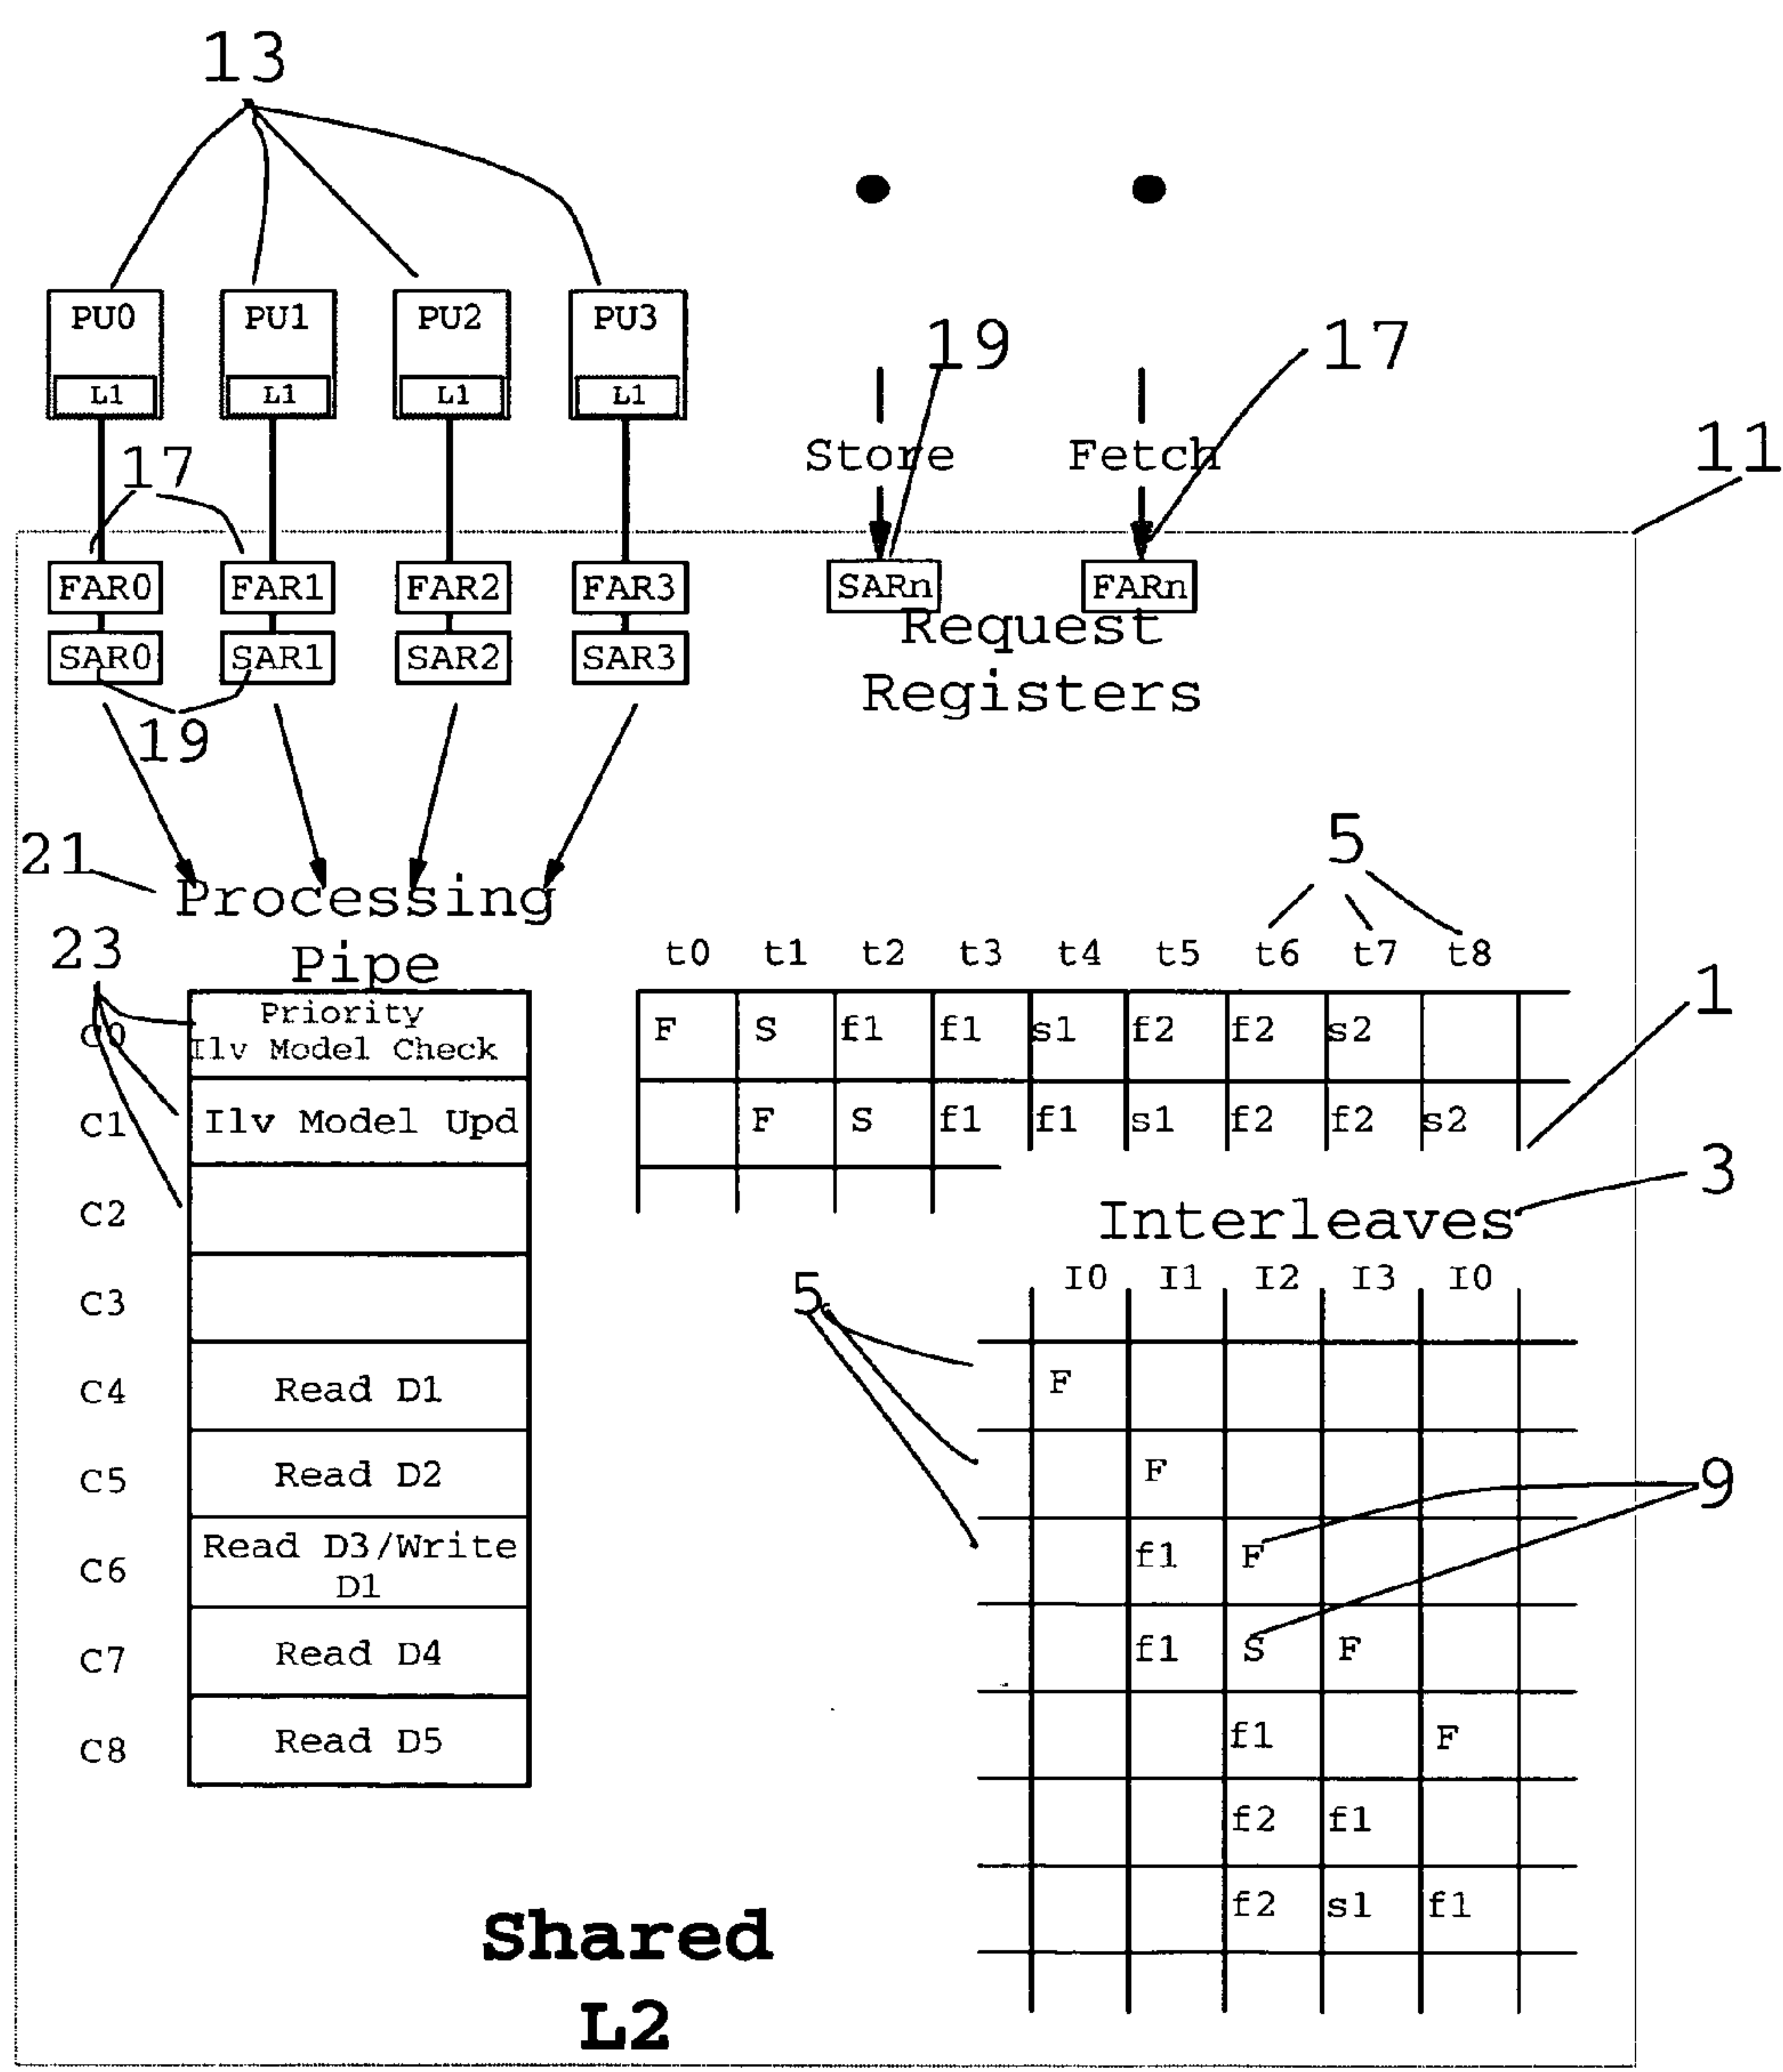 13
PU0 PU1 PU2 PU3
L1 L1 L1 L1
19 17
Store Fetch
11
17
FAR0 FAR1 FAR2 FAR3
SARn FARn
SAR0 SAR1 SAR2 SAR3
Request
Registers
19
21
Processing
Pipe
5
23
t0 t1 t2 t3 t4 t5 t6 t7 t8
C0
Priority
Ilv Model Check
F S f1 f1 s1 f2 f2 s2
1
C1 Ilv Model Upd
F S f1 f1 s1 f2 f2 s2
C2
Interleaves
3
5
I0 I1 I2 I3 I0
C3
C4 Read D1
F
C5 Read D2
F
9
C6 Read D3/Write
D1
f1 F
C7 Read D4
f1 S F
C8 Read D5
f1 F
f2 f1
f2 s1 f1
Shared
L2